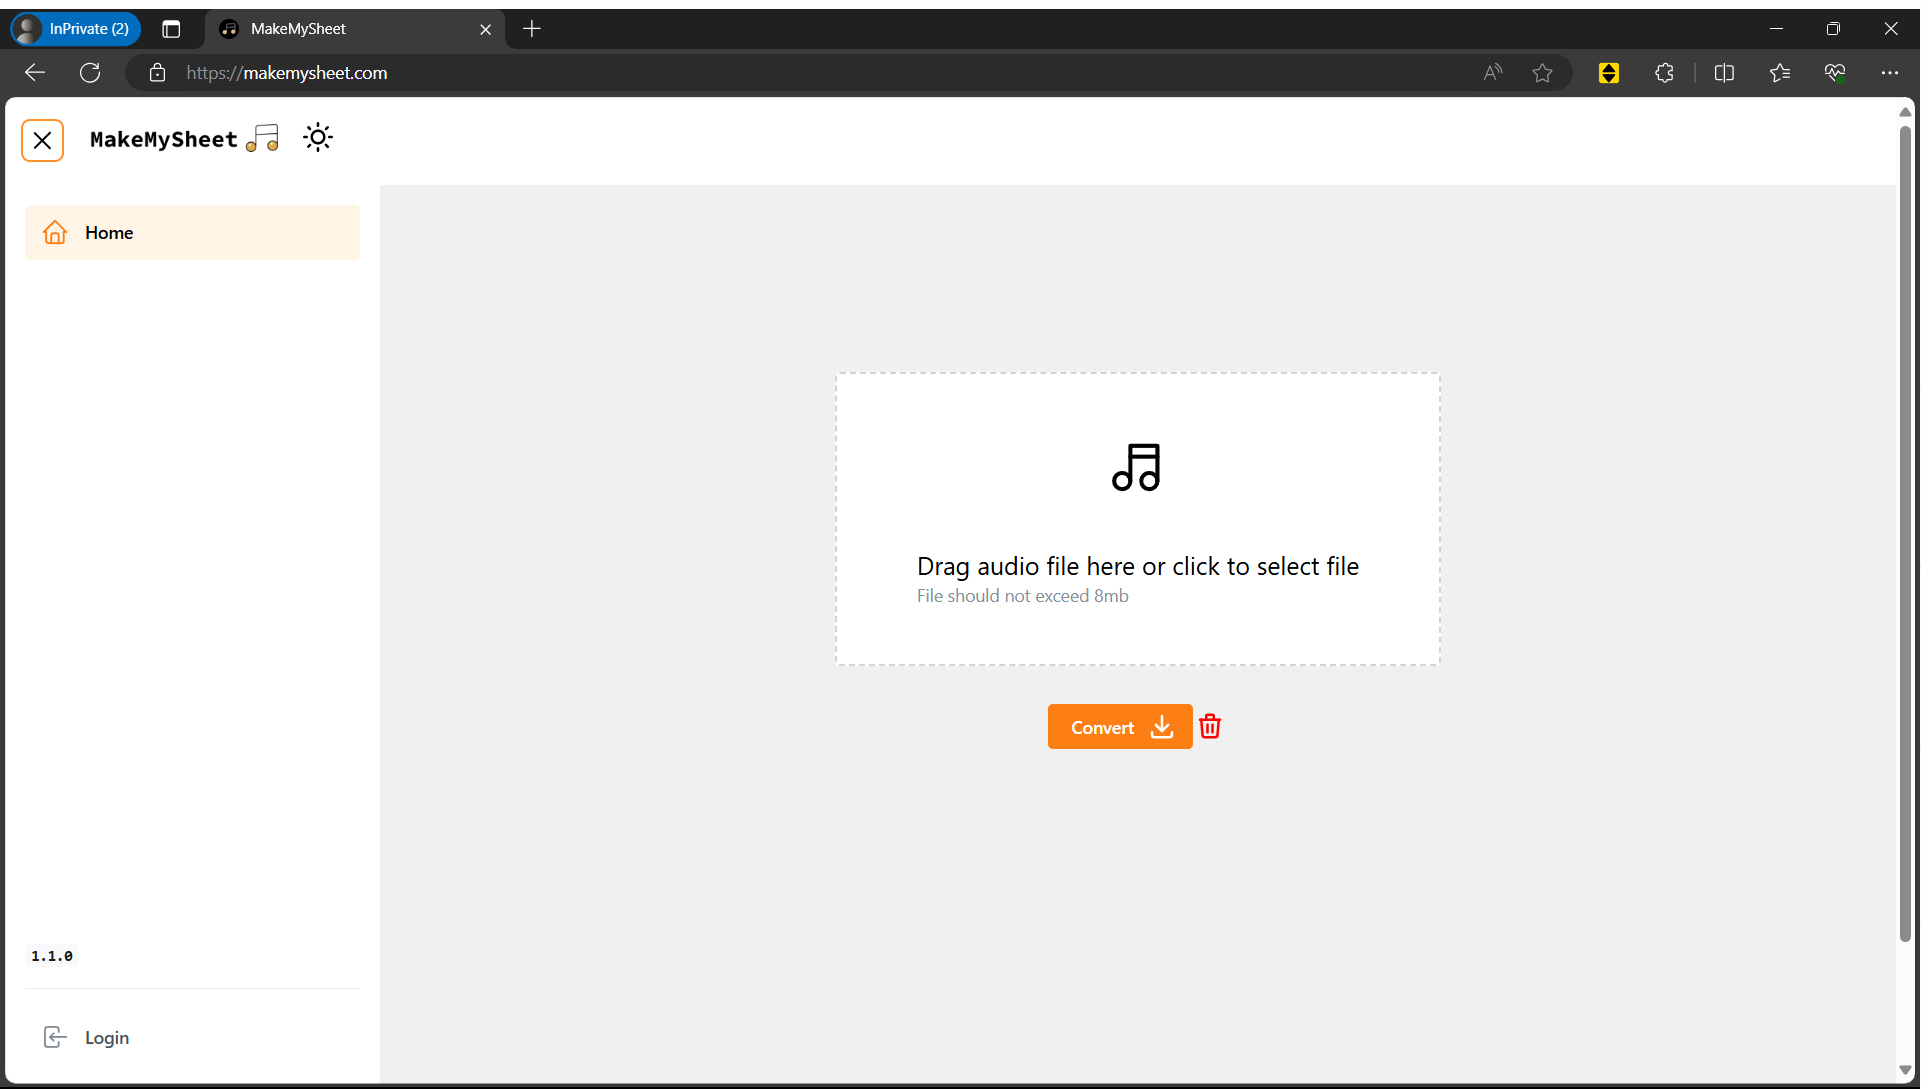 InPrivate (2)
MakeMySheet
https://makemysheet.com
MakeMySheet
Home
Drag audio file here or click to select file
File should not exceed 8mb
Convert
1.1.0
Login